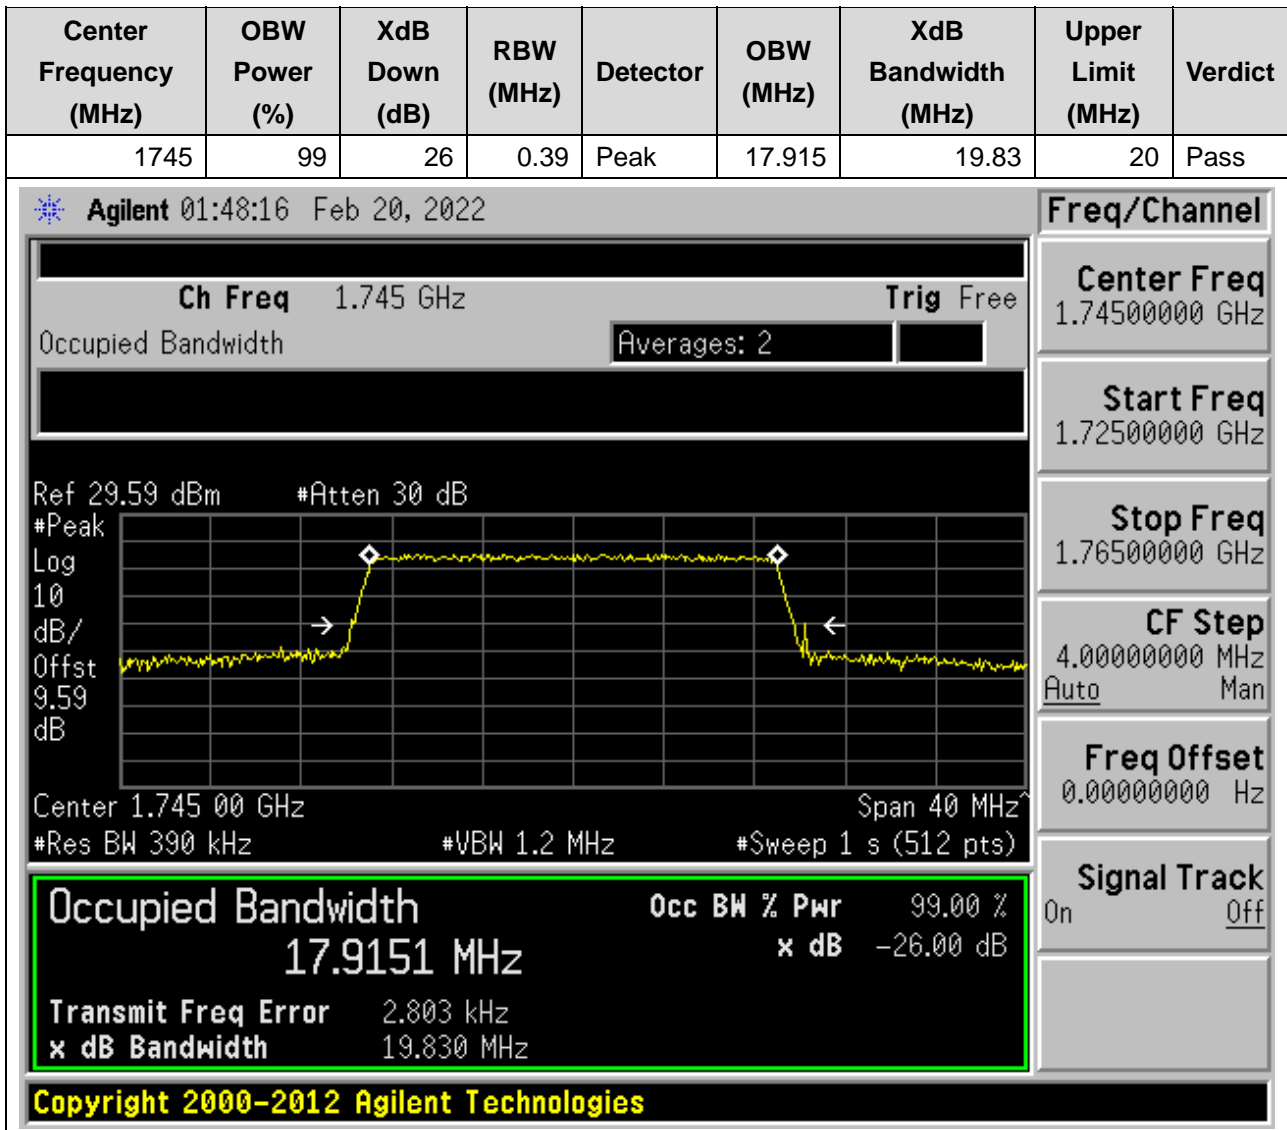 Center Frequency (MHz) OBW Power (%) XdB Down (dB) RBW (MHz) Detector OBW (MHz) XdB Bandwidth (MHz) Upper Limit (MHz) Verdict
1745 99 26 0.39 Peak 17.915 19.83 20 Pass
Agilent 01:48:16 Feb 20, 2022
Freq/Channel
Ch Freq 1.745 GHz Trig Free
Occupied Bandwidth Averages: 2
Center Freq
1.74500000 GHz
Start Freq
1.72500000 GHz
Stop Freq
1.76500000 GHz
CF Step
4.00000000 MHz
Auto Man
Freq Offset
0.00000000 Hz
Signal Track
On Off
Ref 29.59 dBm #Atten 30 dB
#Peak
Log
10
dB/
Offst
9.59
dB
Center 1.745 00 GHz Span 40 MHz^
#Res BW 390 kHz #VBW 1.2 MHz #Sweep 1 s (512 pts)
Occupied Bandwidth
17.9151 MHz
Occ BW % Pwr 99.00 %
x dB -26.00 dB
Transmit Freq Error 2.803 kHz
x dB Bandwidth 19.830 MHz
Copyright 2000-2012 Agilent Technologies